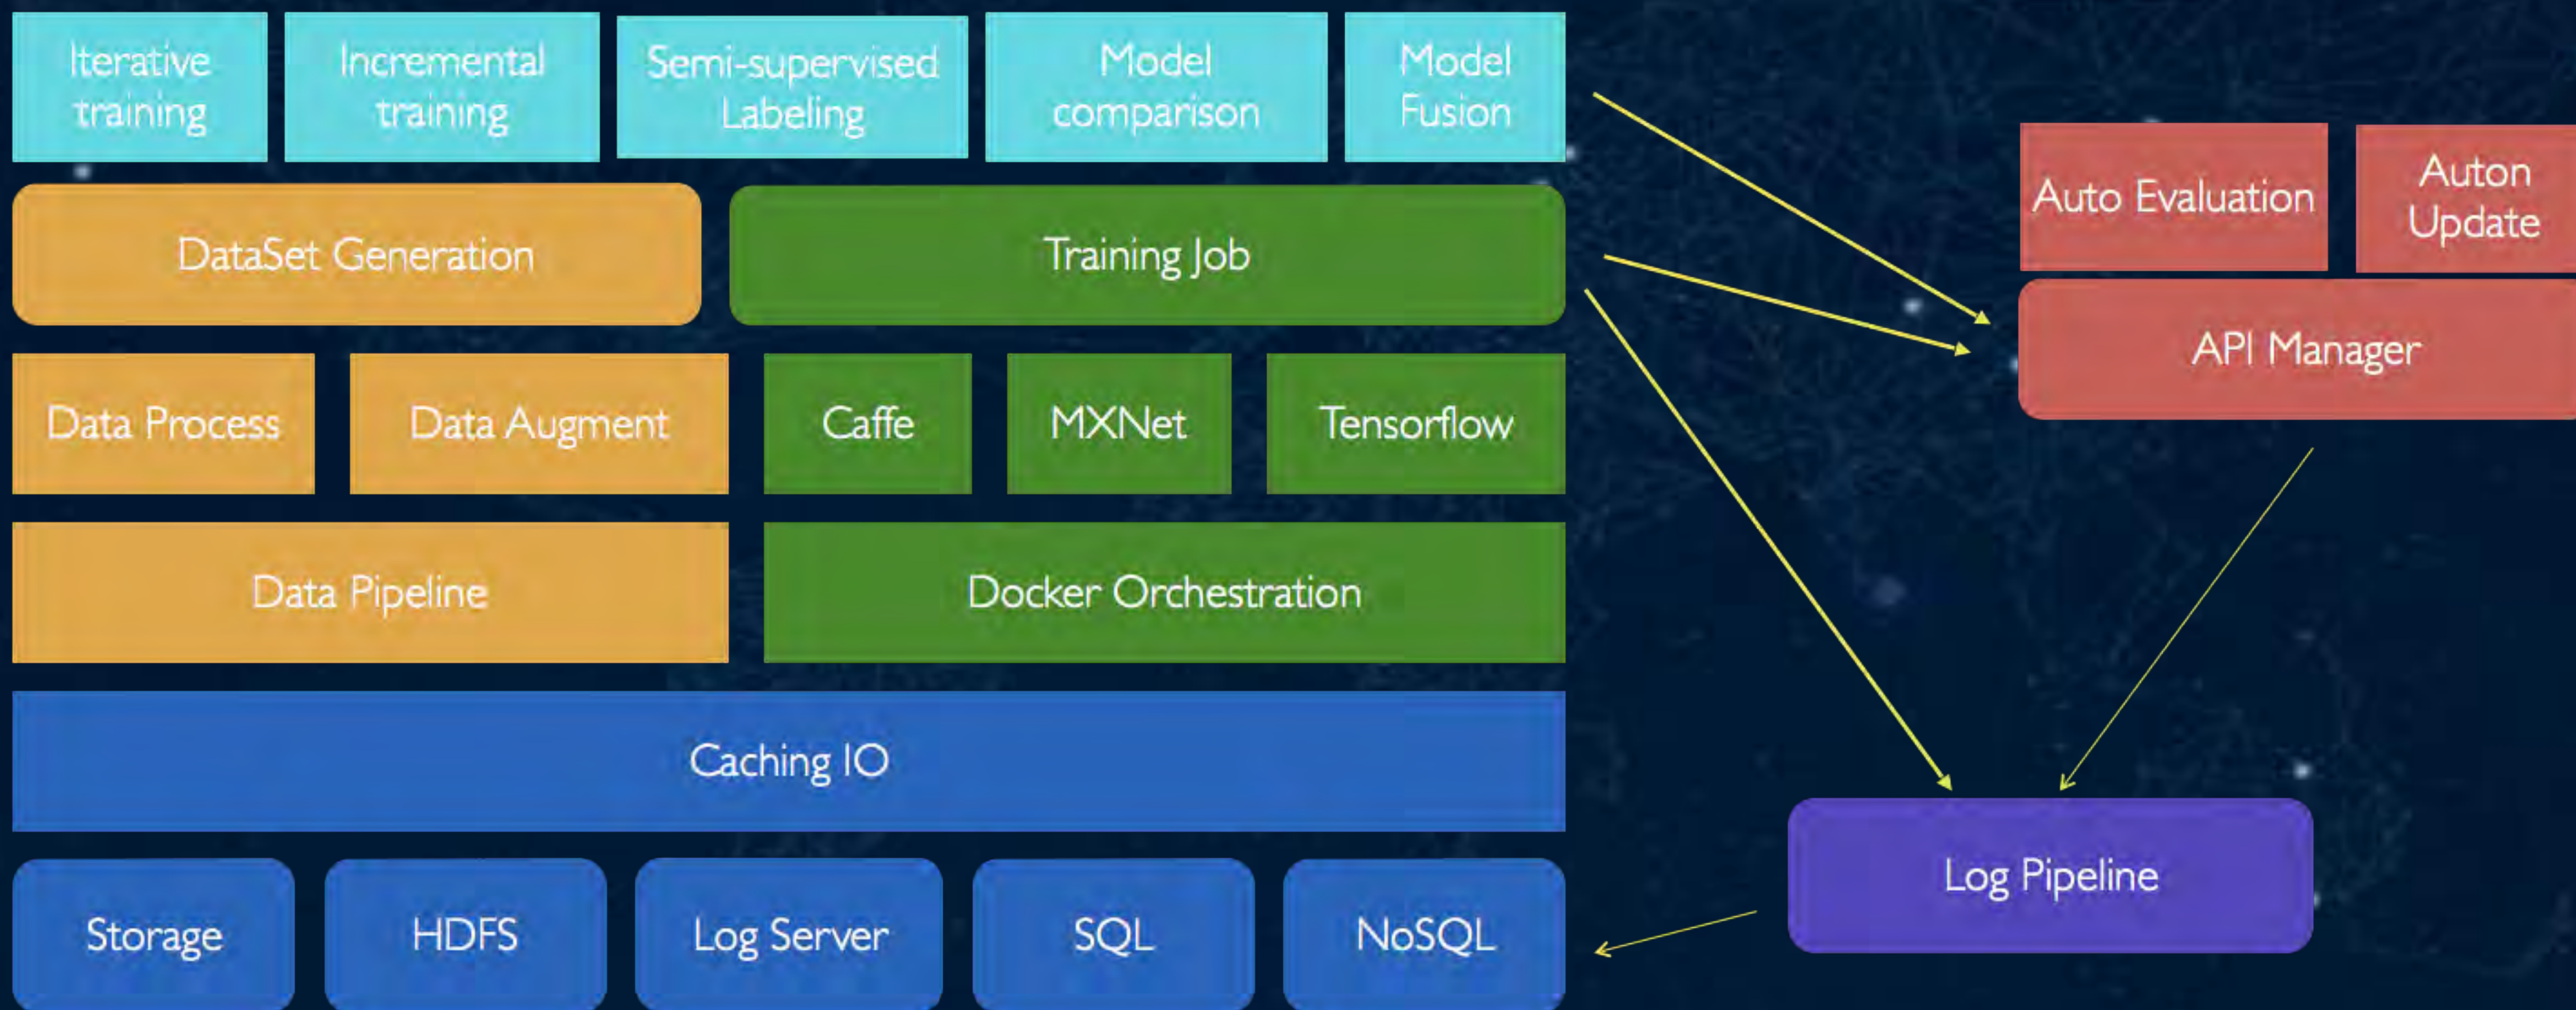 Iterative
training
Incremental
training
Semi-supervised
Labeling
Model
comparison
Model
Fusion
DataSet Generation
Training Job
Data Process
Data Augment
Caffe
MXNet
Tensorflow
Data Pipeline
Docker Orchestration
Caching IO
Storage
HDFS
Log Server
SQL
NoSQL
Auto Evaluation
Auton
Update
API Manager
Log Pipeline